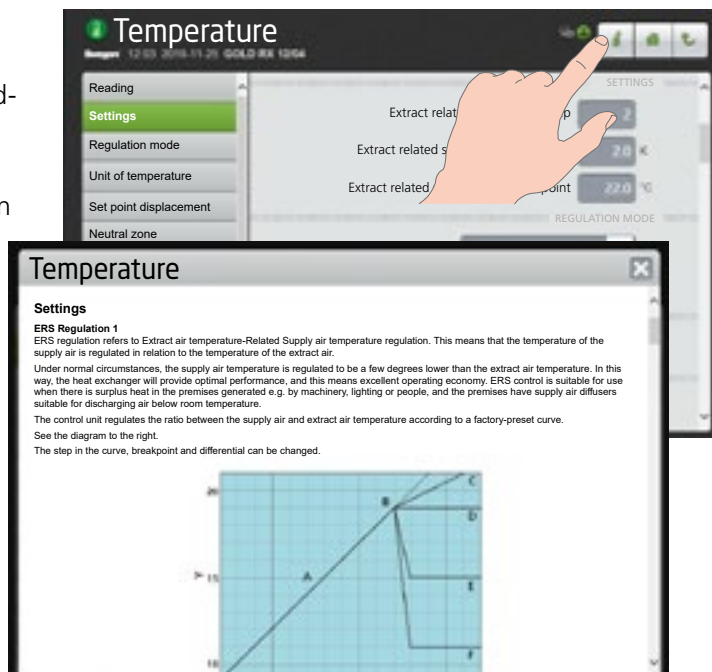 Temperature
12:03 2016-11-25 GOLD RX 12/04
d-
n
Reading
Settings
Regulation mode
Unit of temperature
Set point displacement
Neutral zone
SETTINGS
Extract relat p 2
Extract related s 2.0 K
Extract related point 22.0 °C
REGULATION MODE
Temperature
Settings
ERS Regulation 1
ERS regulation refers to Extract air temperature-Related Supply air temperature regulation. This means that the temperature of the
supply air is regulated in relation to the temperature of the extract air.
Under normal circumstances, the supply air temperature is regulated to be a few degrees lower than the extract air temperature. In this
way, the heat exchanger will provide optimal performance, and this means excellent operating economy. ERS control is suitable for use
when there is surplus heat in the premises generated e.g. by machinery, lighting or people, and the premises have supply air diffusers
suitable for discharging air below room temperature.
The control unit regulates the ratio between the supply air and extract air temperature according to a factory-preset curve.
See the diagram to the right.
The step in the curve, breakpoint and differential can be changed.
20
15
10
Y
A
B
C
D
E
F